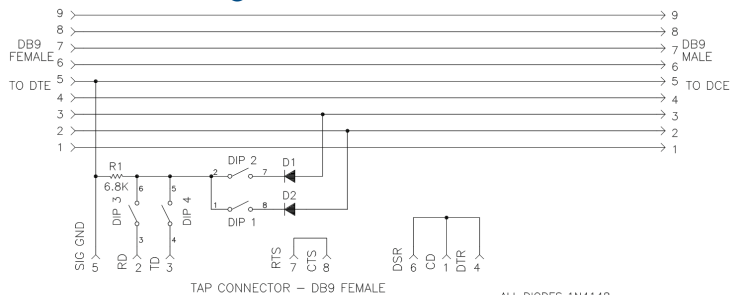 9 9
8 8
DB9 FEMALE 7 7 DB9 MALE
6 6
TO DTE 5 5 TO DCE
4 4
3 3
2 2
1 1
R1 6.8K
DIP 2 D1
2 7
DIP 1 D2
1 8
DIP 3 6 3
DIP 4 5 4
SIG GND 5
RD 2
TD 3
RTS 7
CTS 8
DSR 6
CD 1
DTR 4
TAP CONNECTOR – DB9 FEMALE